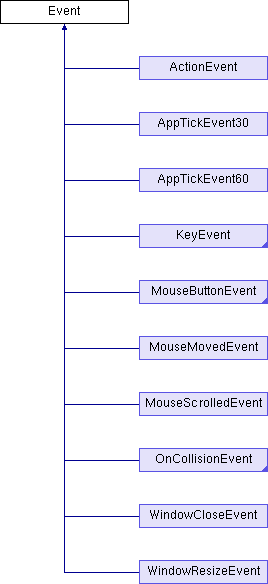 Event
ActionEvent
AppTickEvent30
AppTickEvent60
KeyEvent
MouseButtonEvent
MouseMovedEvent
MouseScrolledEvent
OnCollisionEvent
WindowCloseEvent
WindowResizeEvent